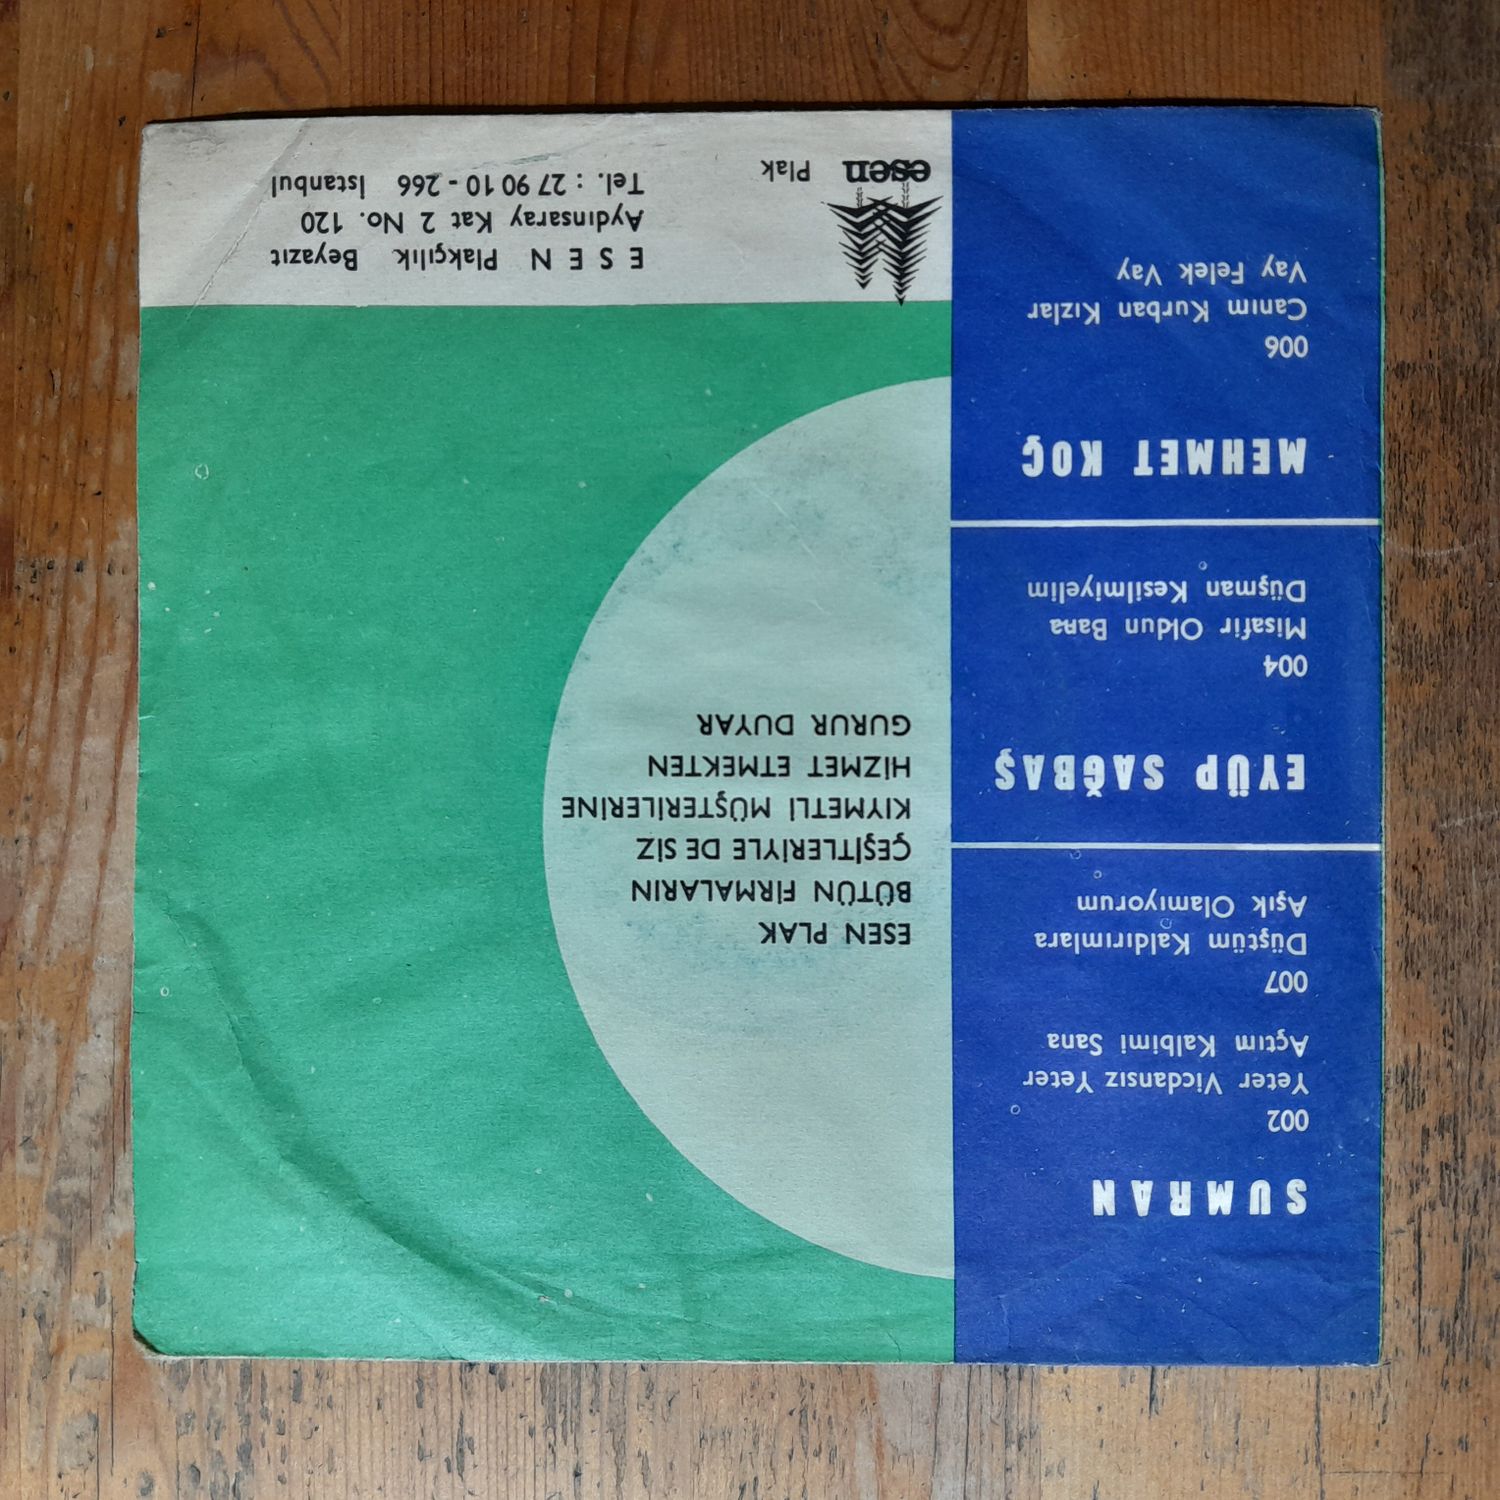 SUMRAN
002
Yeter Vicdansız Yeter
Açtım Kalbimi Sana
007
Düştüm Kaldırımlara
Aşık Olamıyorum
EYÜP SAĞBAŞ
004
Misafir Oldun Bana
Düşman Kesilmiyelim
MEHMET KOÇ
006
Canım Kurban Kızlar
Vay Felek Vay
ESEN PLAK
BÜTÜN FİRMALARIN
ÇEŞİTLERİYLE DE SİZ
KIYMETLİ MÜŞTERİLERİNE
HİZMET ETMEKTEN
GURUR DUYAR
esen Plak
E S E N Plakçılık Beyazıt
Aydınsaray Kat 2 No. 120
Tel. : 27 90 10 - 266 İstanbul